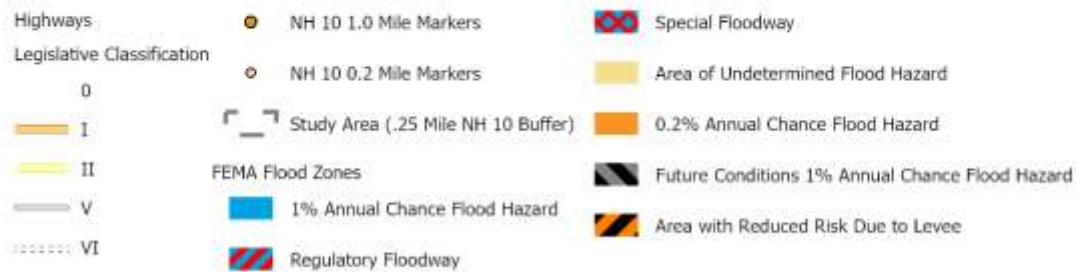 Highways
Legislative Classification
0
I
II
V
VI
NH 10 1.0 Mile Markers
NH 10 0.2 Mile Markers
Study Area (.25 Mile NH 10 Buffer)
FEMA Flood Zones
1% Annual Chance Flood Hazard
Regulatory Floodway
Special Floodway
Area of Undetermined Flood Hazard
0.2% Annual Chance Flood Hazard
Future Conditions 1% Annual Chance Flood Hazard
Area with Reduced Risk Due to Levee